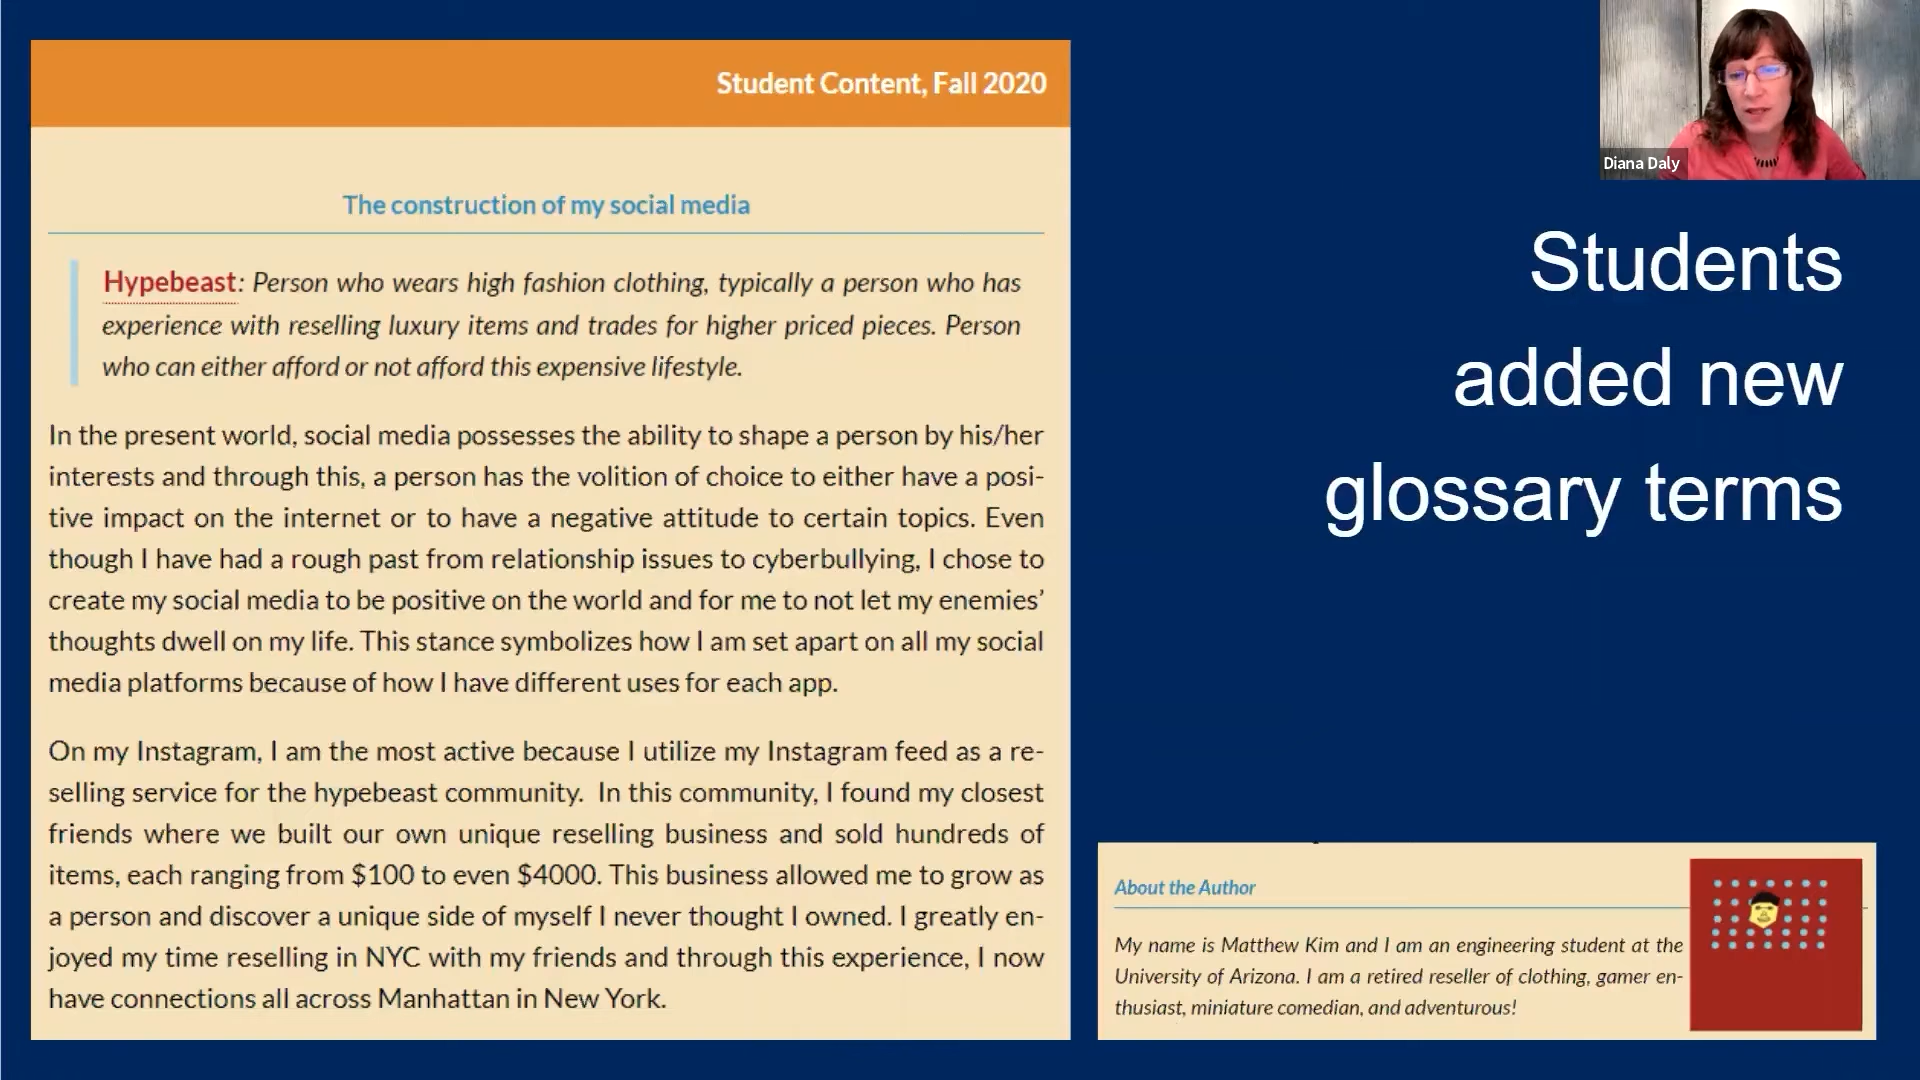 Student Content, Fall 2020
The construction of my social media
Hypebeast: Person who wears high fashion clothing, typically a person who has
experience with reselling luxury items and trades for higher priced pieces. Person
who can either afford or not afford this expensive lifestyle.
In the present world, social media possesses the ability to shape a person by his/her
interests and through this, a person has the volition of choice to either have a posi-
tive impact on the internet or to have a negative attitude to certain topics. Even
though I have had a rough past from relationship issues to cyberbullying, I chose to
create my social media to be positive on the world and for me to not let my enemies’
thoughts dwell on my life. This stance symbolizes how I am set apart on all my social
media platforms because of how I have different uses for each app.
On my Instagram, I am the most active because I utilize my Instagram feed as a re-
selling service for the hypebeast community.  In this community, I found my closest
friends where we built our own unique reselling business and sold hundreds of
items, each ranging from $100 to even $4000. This business allowed me to grow as
a person and discover a unique side of myself I never thought I owned. I greatly en-
joyed my time reselling in NYC with my friends and through this experience, I now
have connections all across Manhattan in New York.
Diana Daly
Students
added new
glossary terms
About the Author
My name is Matthew Kim and I am an engineering student at the
University of Arizona. I am a retired reseller of clothing, gamer en-
thusiast, miniature comedian, and adventurous!